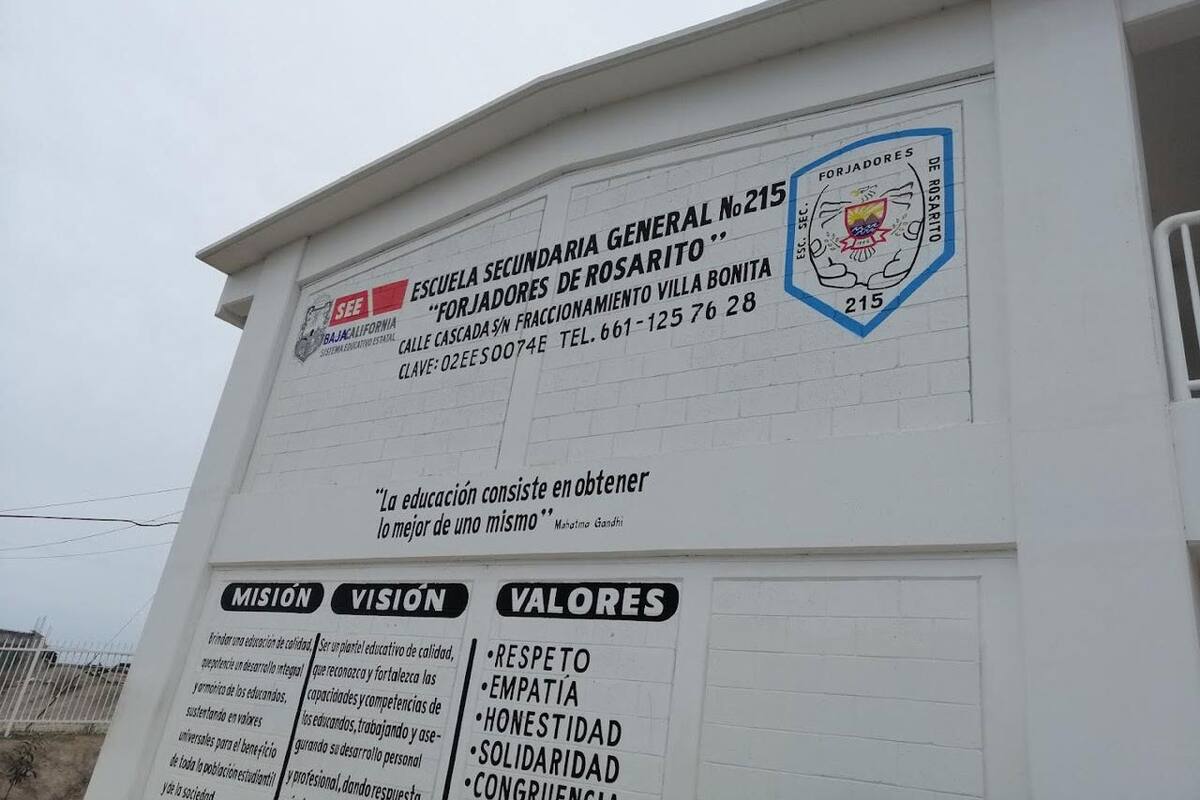 SEE
BAJACALIFORNIA
SISTEMA EDUCATIVO ESTATAL
ESCUELA SECUNDARIA GENERAL No 215
"FORJADORES DE ROSARITO"
CALLE CASCADA S/N FRACCIONAMIENTO VILLA BONITA
CLAVE: 02EES0074E TEL. 661-125 76 28
ESC. SEC. FORJADORES DE ROSARITO
215
"La educación consiste en obtener
lo mejor de uno mismo" Mahatma Gandhi
MISIÓN
Brindar una educación de calidad,
que potencie un desarrollo integral
y armónico de los educandos,
sustentando en valores
universales para el beneficio
de toda la población estudiantil
y de la sociedad
VISIÓN
Ser un plantel educativo de calidad,
que reconozca y fortalezca las
capacidades y competencias de
los educandos, trabajando y ase-
gurando su desarrollo personal
y profesional, dando respuesta
VALORES
•RESPETO
•EMPATÍA
•HONESTIDAD
•SOLIDARIDAD
•CONGRUENCIA